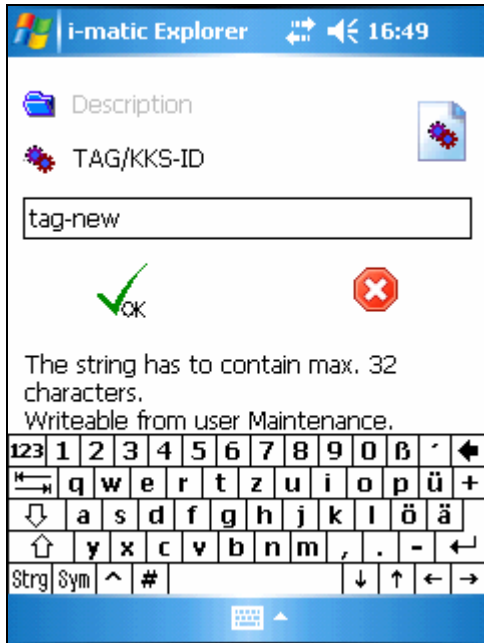 i-matic Explorer 16:49
Description
TAG/KKS-ID
tag-new
OK
The string has to contain max. 32
characters.
Writeable from user Maintenance.
123 1 2 3 4 5 6 7 8 9 0 ß ´
q w e r t z u i o p ü +
a s d f g h j k l ö ä
y x c v b n m , . -
Strg Sym ^ #